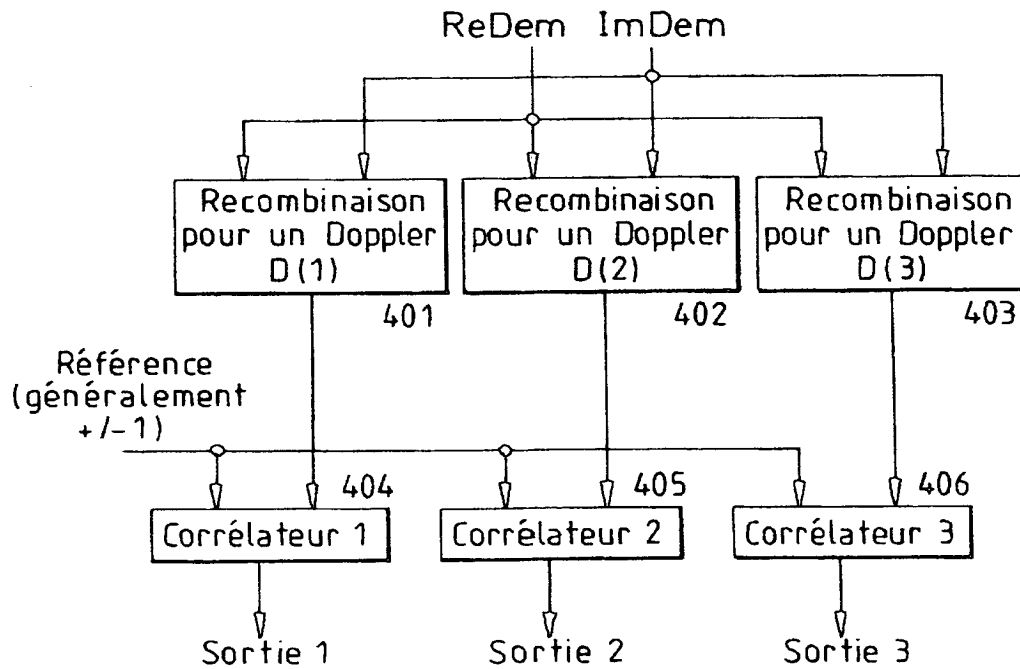 ReDem ImDem
Recombinaison
pour un Doppler
D(1)
Recombinaison
pour un Doppler
D(2)
Recombinaison
pour un Doppler
D(3)
401
402
403
Référence
(généralement
+/-1)
404
405
406
Corrélateur 1
Corrélateur 2
Corrélateur 3
Sortie 1
Sortie 2
Sortie 3